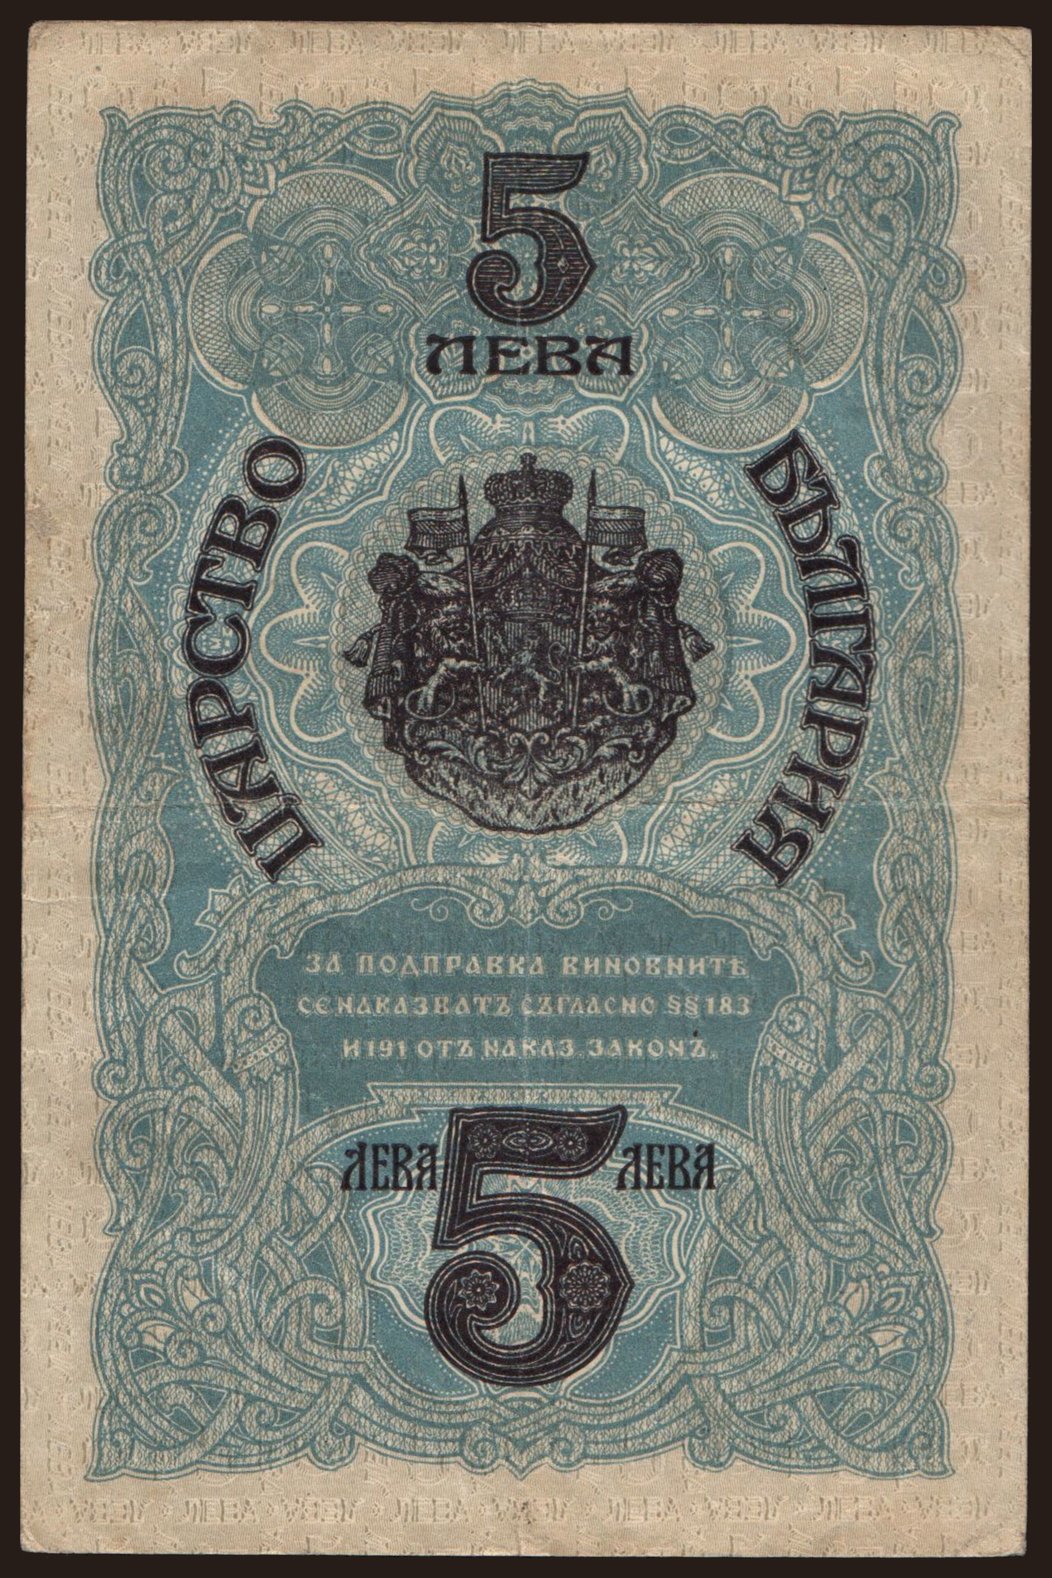 5
ЛЕВА
ЦАРСТВО БЪЛГАРИЯ
ЗА ПОДПРАВКА ВИНОВНИТѢ
СЕ НАКАЗВАТЪ СЪГЛАСНО §§ 183
И 191 ОТЪ НАКАЗ. ЗАКОНЪ.
ЛЕВА 5 ЛЕВА